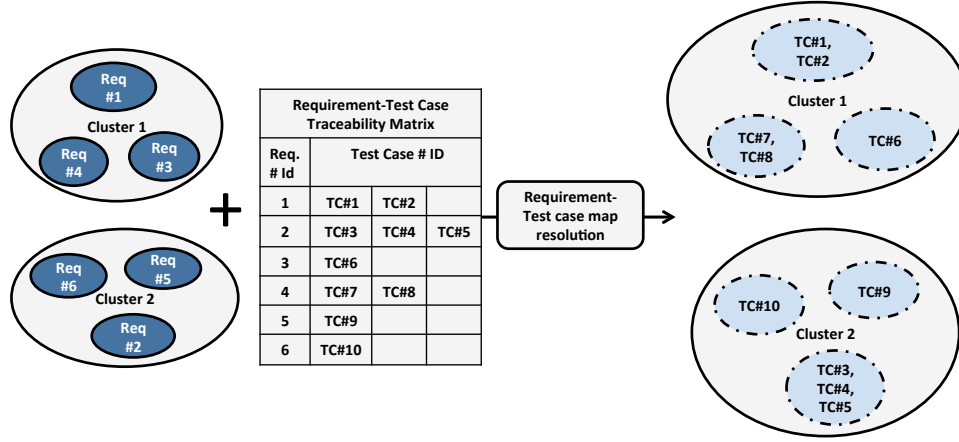 Req
#1
Cluster 1
Req
#4
Req
#3
Req
#6
Req
#5
Cluster 2
Req
#2
Requirement-Test Case
Traceability Matrix
Req.
# Id
Test Case # ID
1 TC#1 TC#2
2 TC#3 TC#4 TC#5
3 TC#6
4 TC#7 TC#8
5 TC#9
6 TC#10
Requirement-
Test case map
resolution
TC#1,
TC#2
Cluster 1
TC#7,
TC#8
TC#6
TC#10
TC#9
Cluster 2
TC#3,
TC#4,
TC#5